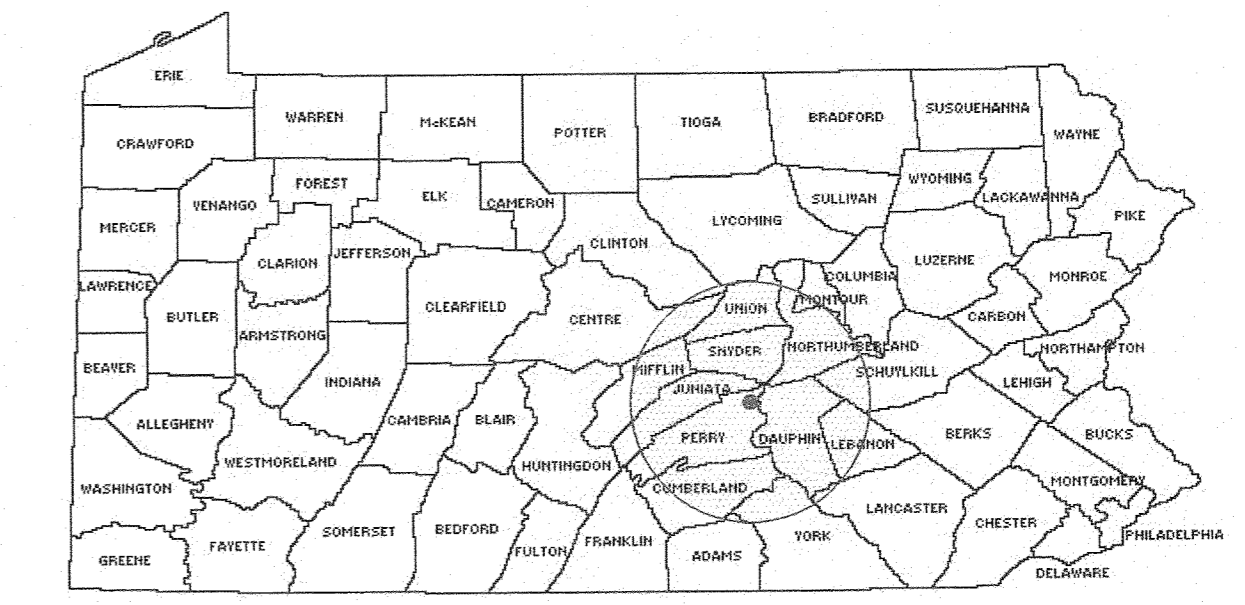 ERIE
CRAWFORD
WARREN
McKEAN
POTTER
TIOGA
BRADFORD
SUSQUEHANNA
WAYNE
MERCER
VENANGO
FOREST
ELK
CAMERON
CLINTON
LYCOMING
SULLIVAN
WYOMING
LACKAWANNA
PIKE
LAWRENCE
BUTLER
CLARION
JEFFERSON
CLEARFIELD
CENTRE
UNION
MONTOUR
COLUMBIA
LUZERNE
MONROE
CARBON
BEAVER
ARMSTRONG
INDIANA
MIFFLIN
SNYDER
NORTHUMBERLAND
SCHUYLKILL
LEHIGH
NORTHAMPTON
ALLEGHENY
WESTMORELAND
CAMBRIA
BLAIR
HUNTINGDON
JUNIATA
PERRY
DAUPHIN
LEBANON
BERKS
BUCKS
WASHINGTON
GREENE
FAYETTE
SOMERSET
BEDFORD
FULTON
FRANKLIN
CUMBERLAND
ADAMS
YORK
LANCASTER
CHESTER
MONTGOMERY
DELAWARE
PHILADELPHIA